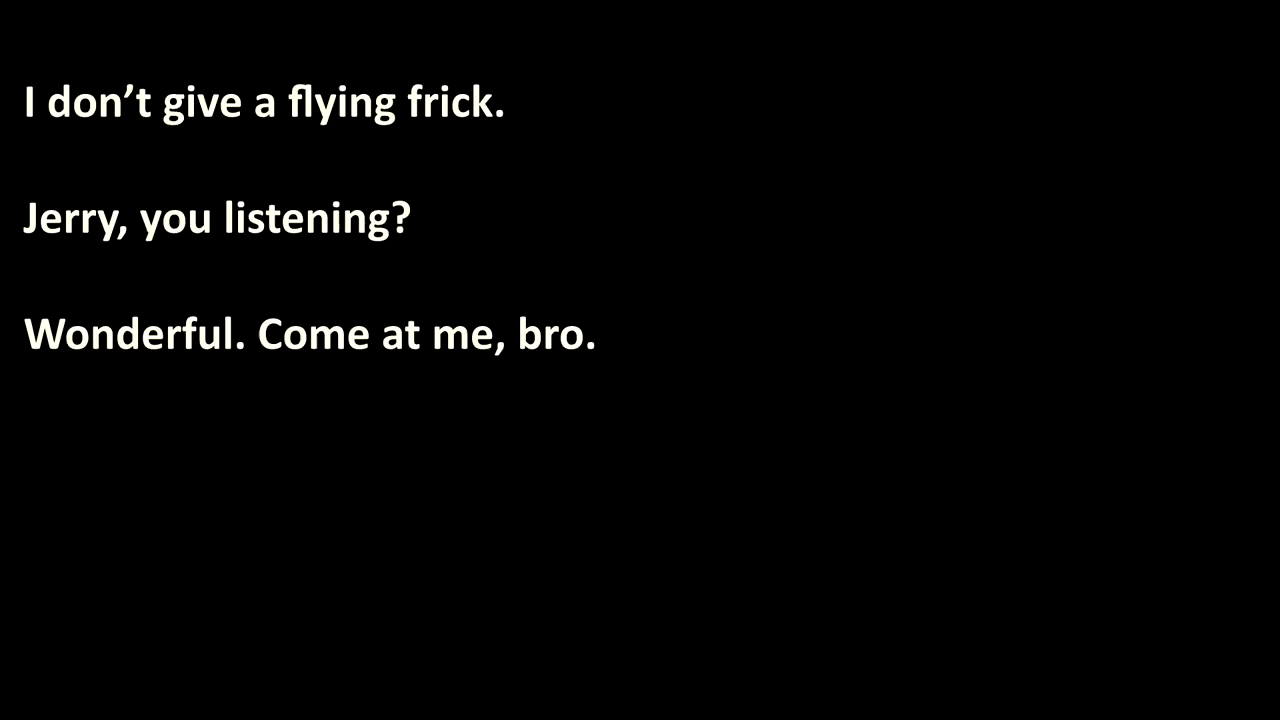 I don’t give a flying frick.
Jerry, you listening?
Wonderful. Come at me, bro.